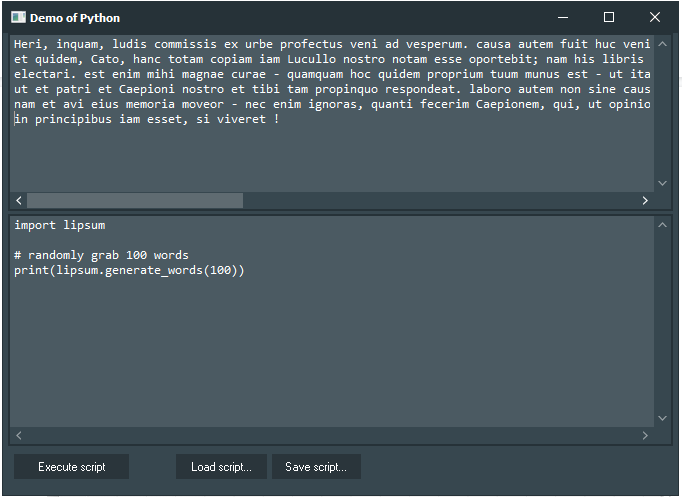 Demo of Python
Heri, inquam, ludis commissis ex urbe profectus veni ad vesperum. causa autem fuit huc veni
et quidem, Cato, hanc totam copiam iam Lucullo nostro notam esse oportebit; nam his libris
electari. est enim mihi magnae curae - quamquam hoc quidem proprium tuum munus est - ut ita
ut et patri et Caepioni nostro et tibi tam propinquo respondeat. laboro autem non sine caus
nam et avi eius memoria moveor - nec enim ignoras, quanti fecerim Caepionem, qui, ut opinio
in principibus iam esset, si viveret !
import lipsum
# randomly grab 100 words
print(lipsum.generate_words(100))
Execute script
Load script...
Save script...